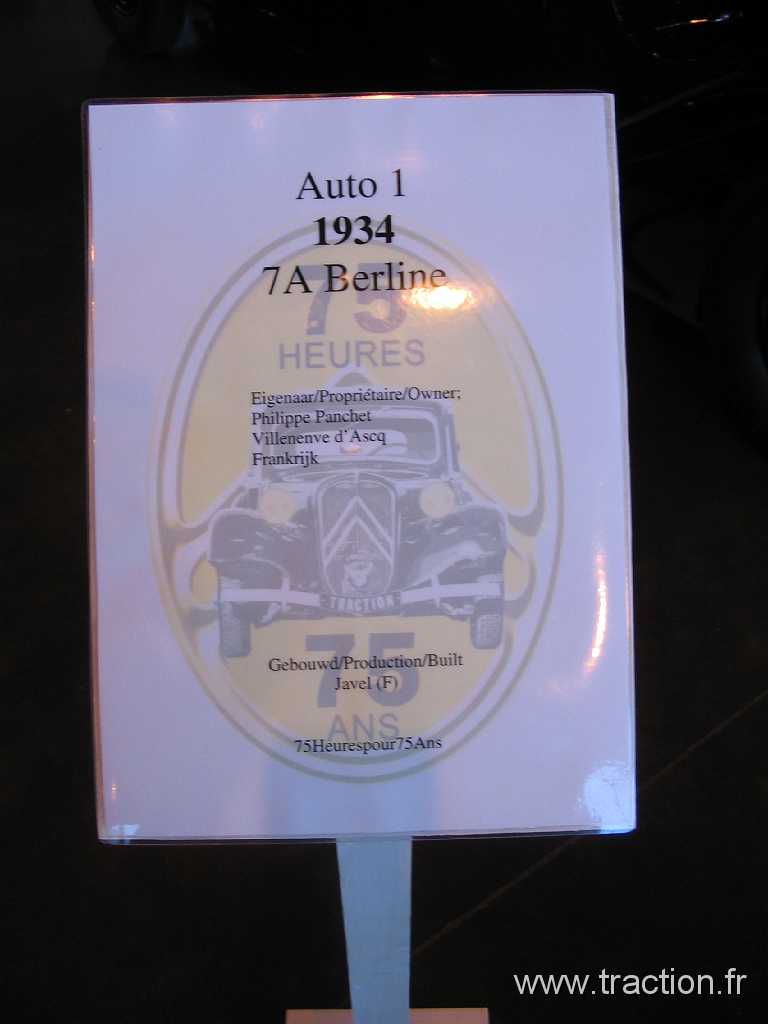 Auto 1
1934
7A Berline
75
HEURES
Eigenaar/Propriétaire/Owner;
Philippe Panchet
Villenenve d'Ascq
Frankrijk
TRACTION
Gebouwd/Production/Built
Javel (F)
75
ANS
75Heurespour75Ans
www.traction.fr